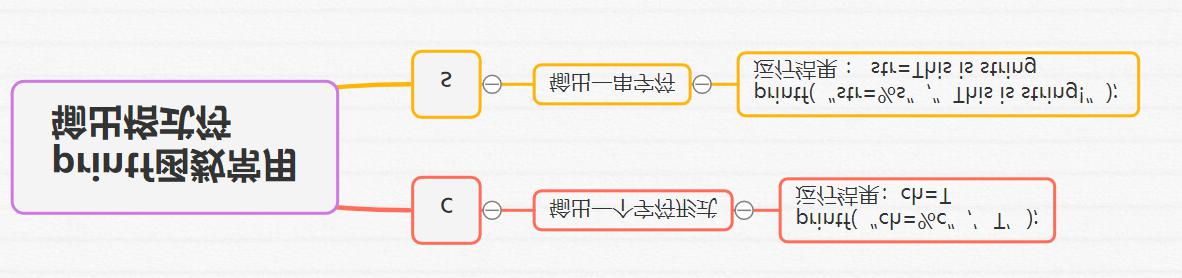 printf函数常用
输出格式符
S
输出一串字符
printf( “str=%s” ,” This is string!” );
运行结果： str=This is string
C
输出一个字符形式
printf( “ch=%c” ,’ T’ );
运行结果：ch=T